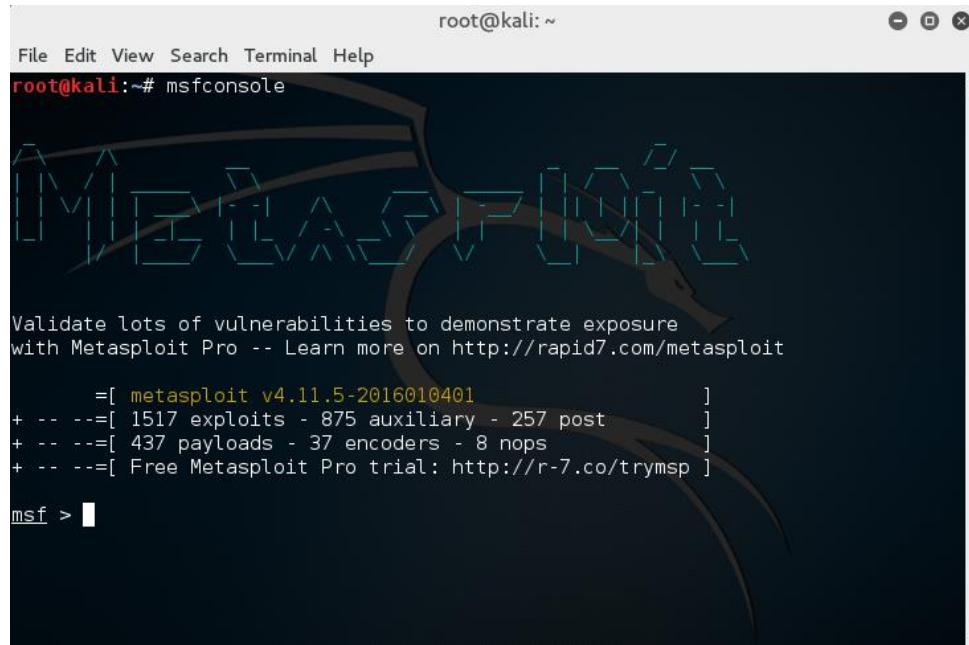 root@kali: ~
File Edit View Search Terminal Help
root@kali:~# msfconsole
METASPLOIT
Validate lots of vulnerabilities to demonstrate exposure
with Metasploit Pro -- Learn more on http://rapid7.com/metasploit
=[ metasploit v4.11.5-2016010401 ]
+ -- --=[ 1517 exploits - 875 auxiliary - 257 post ]
+ -- --=[ 437 payloads - 37 encoders - 8 nops ]
+ -- --=[ Free Metasploit Pro trial: http://r-7.co/trymsp ]
msf >